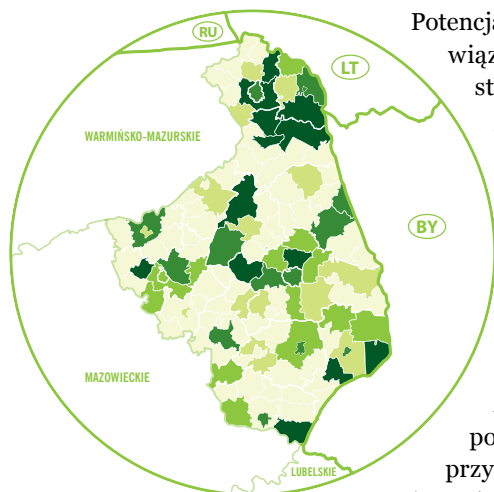 RU
Potencja
LT
wiąz
st
WARMIŃSKO-MAZURSKIE
BY
MAZOWIECKIE
po
LUBELSKIE
przy